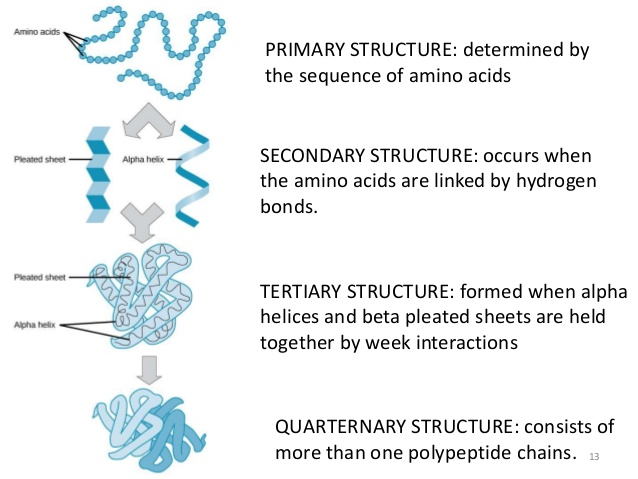 Amino acids
PRIMARY STRUCTURE: determined by
the sequence of amino acids
Pleated sheet
Alpha helix
SECONDARY STRUCTURE: occurs when
the amino acids are linked by hydrogen
bonds.
Pleated sheet
Alpha helix
TERTIARY STRUCTURE: formed when alpha
helices and beta pleated sheets are held
together by week interactions
QUARTERNARY STRUCTURE: consists of
more than one polypeptide chains.
13